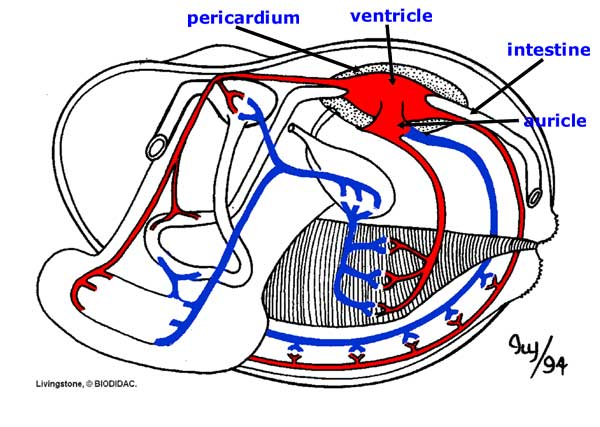 pericardium
ventricle
intestine
auricle
Livingstone, © BIODIDAC.